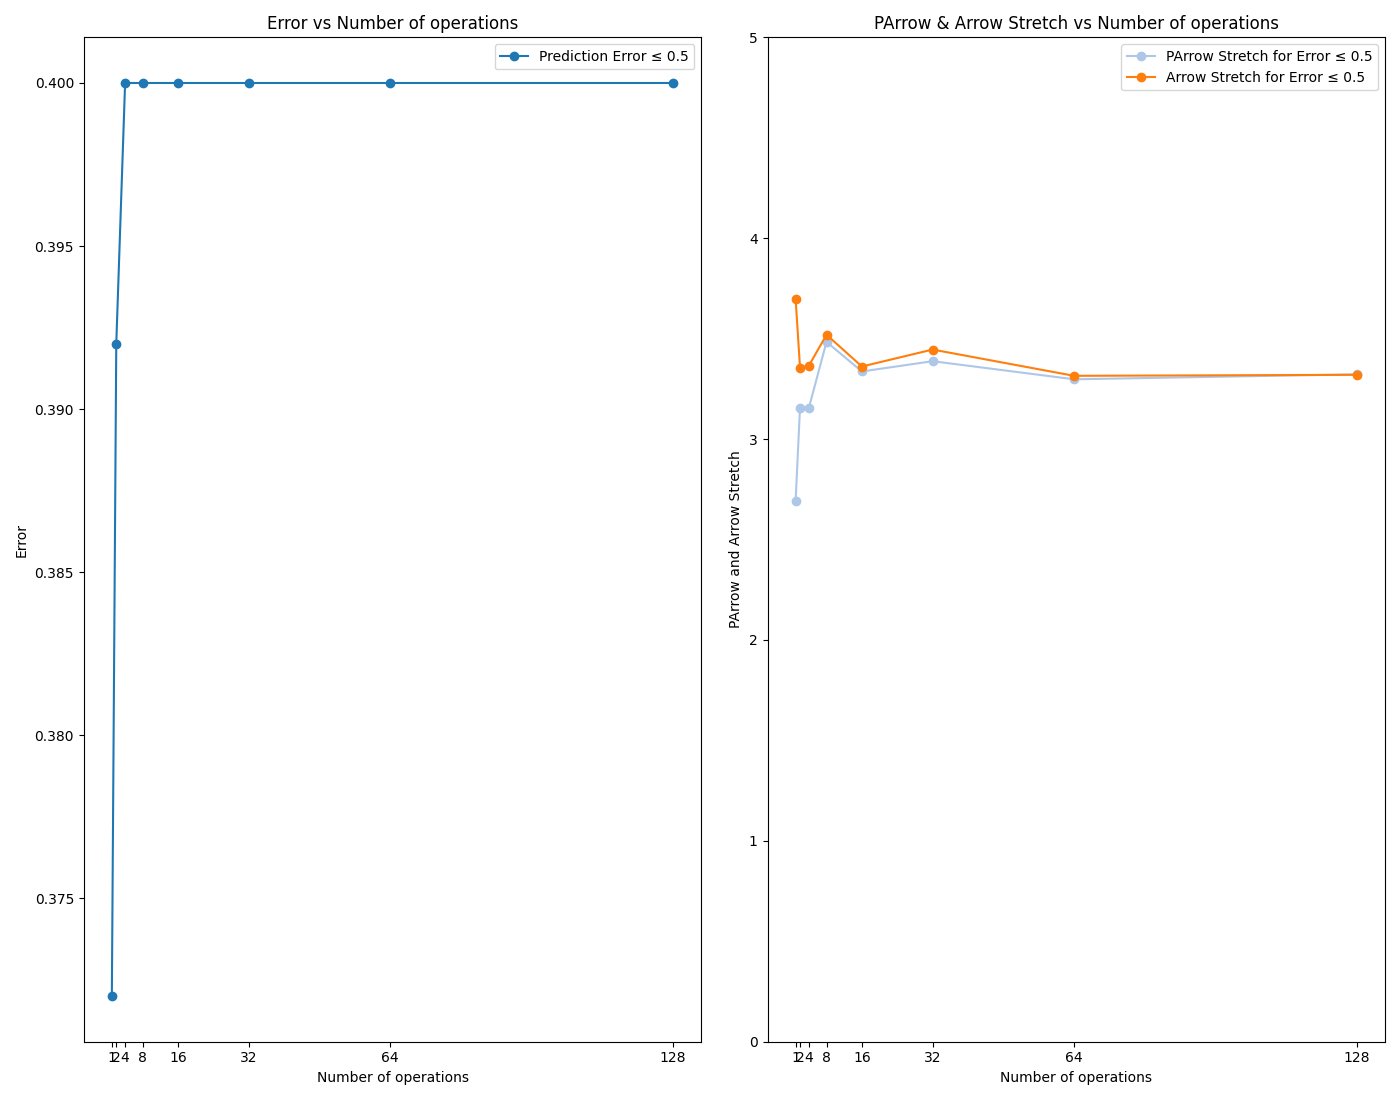 Error vs Number of operations
Prediction Error ≤ 0.5
0.400
0.395
0.390
0.385
0.380
0.375
Error
1 2 4 8 16 32 64 128
Number of operations
PArrow & Arrow Stretch vs Number of operations
PArrow Stretch for Error ≤ 0.5
Arrow Stretch for Error ≤ 0.5
5
4
3
2
1
0
PArrow and Arrow Stretch
1 2 4 8 16 32 64 128
Number of operations